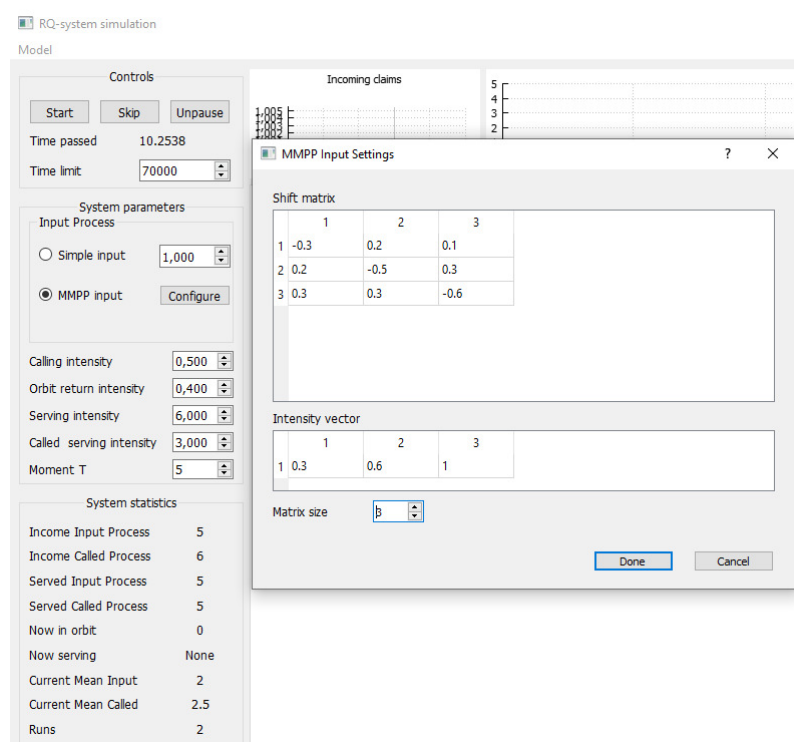 RQ-system simulation
Model
Controls
Start Skip Unpause
Time passed 10.2538
Time limit 70000
System parameters
Input Process
Simple input 1,000
MMPP input Configure
Calling intensity 0,500
Orbit return intensity 0,400
Serving intensity 6,000
Called serving intensity 3,000
Moment T 5
System statistics
Income Input Process 5
Income Called Process 6
Served Input Process 5
Served Called Process 5
Now in orbit 0
Now serving None
Current Mean Input 2
Current Mean Called 2.5
Runs 2
Incoming claims
1,005
5
4
3
2
MMPP Input Settings ?
Shift matrix
1 2 3
1 -0.3 0.2 0.1
2 0.2 -0.5 0.3
3 0.3 0.3 -0.6
Intensity vector
1 2 3
1 0.3 0.6 1
Matrix size 3
Done Cancel